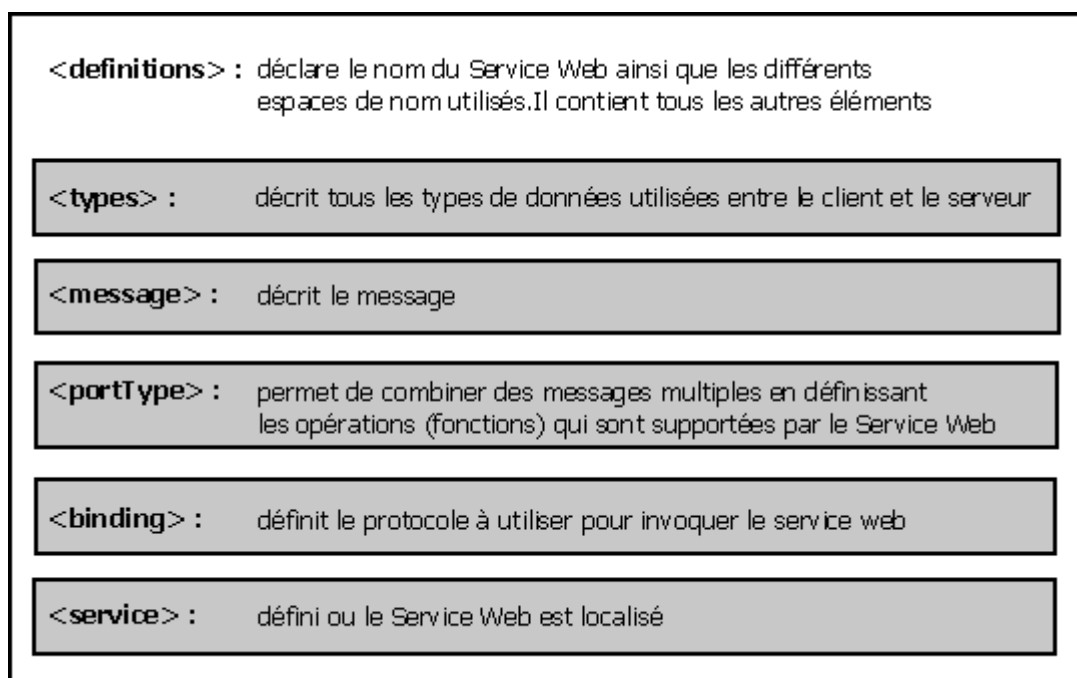 <definitions> : déclare le nom du Service Web ainsi que les différents
espaces de nom utilisés.Il contient tous les autres éléments
<types> : décrit tous les types de données utilisées entre le client et le serveur
<message> : décrit le message
<portType> : permet de combiner des messages multiples en définissant
les opérations (fonctions) qui sont supportées par le Service Web
<binding> : définit le protocole à utiliser pour invoquer le service web
<service> : défini ou le Service Web est localisé